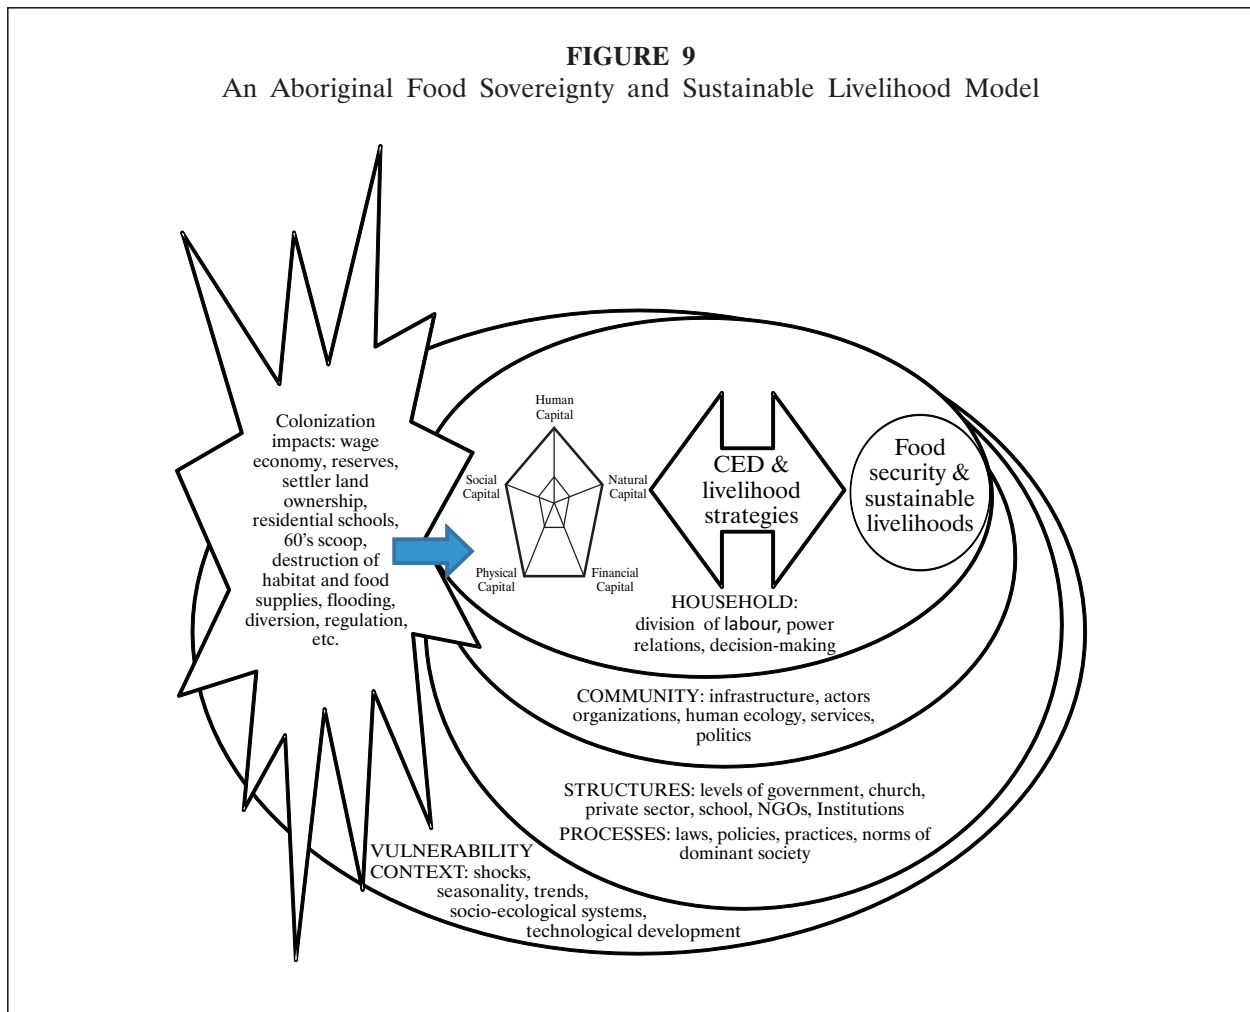 FIGURE 9
An Aboriginal Food Sovereignty and Sustainable Livelihood Model
Colonization
impacts: wage
economy, reserves,
settler land
ownership,
residential schools,
60's scoop,
destruction of
habitat and food
supplies, flooding,
diversion, regulation,
etc.
Human
Capital
Social
Capital
Natural
Capital
Physical
Capital
Financial
Capital
CED &
livelihood
strategies
Food
security &
sustainable
livelihoods
HOUSEHOLD:
division of labour, power
relations, decision-making
COMMUNITY: infrastructure, actors
organizations, human ecology, services,
politics
STRUCTURES: levels of government, church,
private sector, school, NGOs, Institutions
PROCESSES: laws, policies, practices, norms of
dominant society
VULNERABILITY
CONTEXT: shocks,
seasonality, trends,
socio-ecological systems,
technological development